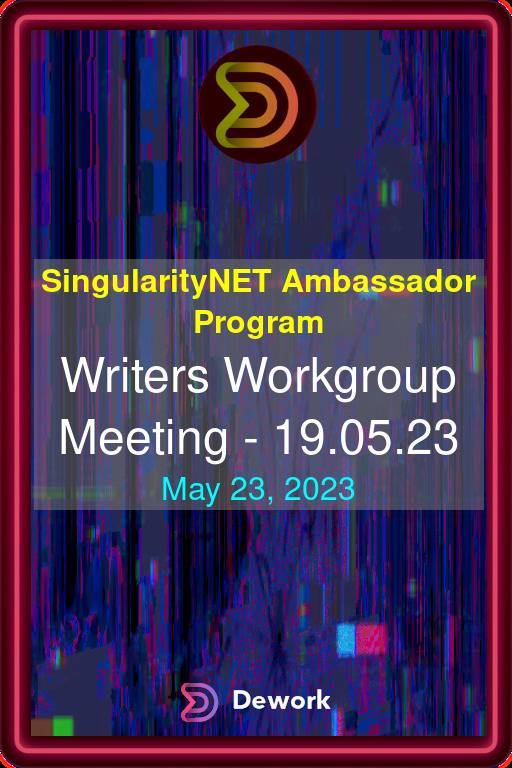 SingularityNET Ambassador
Program
Writers Workgroup
Meeting - 19.05.23
May 23, 2023
Dework